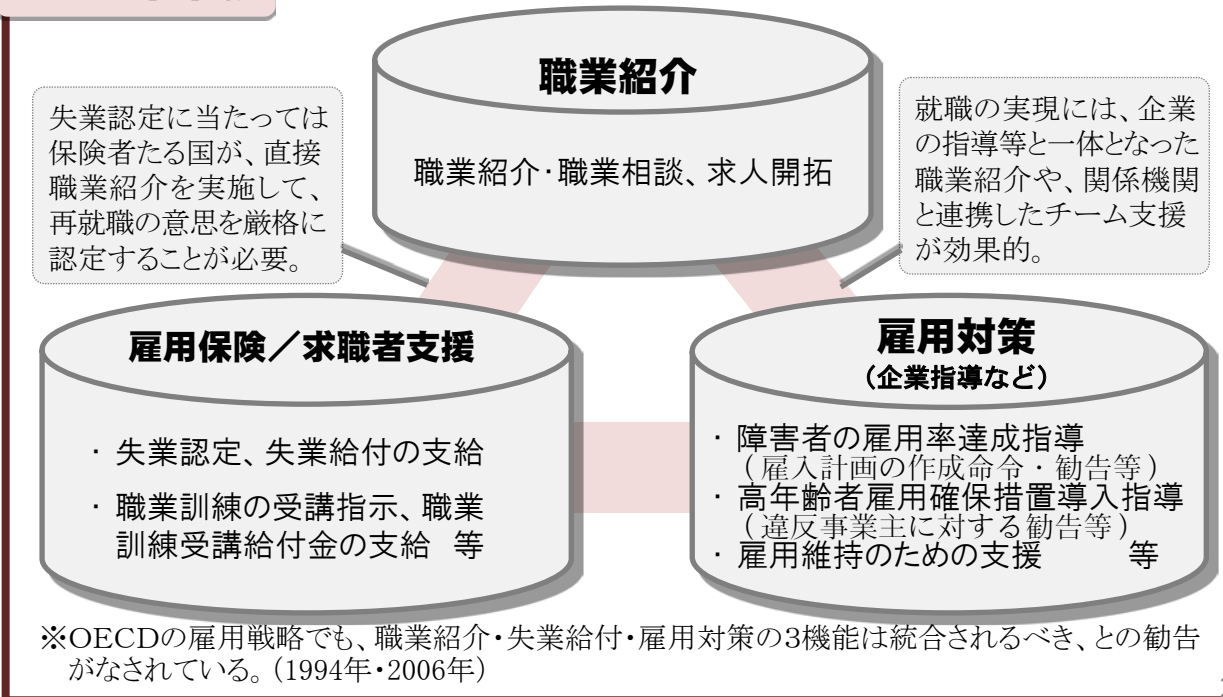 職業紹介
職業紹介・職業相談、求人開拓
失業認定に当たっては
保険者たる国が、直接
職業紹介を実施して、
再就職の意思を厳格に
認定することが必要。
就職の実現には、企業
の指導等と一体となった
職業紹介や、関係機関
と連携したチーム支援
が効果的。
雇用保険／求職者支援
・ 失業認定、失業給付の支給
・ 職業訓練の受講指示、職業
訓練受講給付金の支給　等
雇用対策
（企業指導など）
・ 障害者の雇用率達成指導
（雇入計画の作成命令・勧告等）
・ 高年齢者雇用確保措置導入指導
（違反事業主に対する勧告等）
・ 雇用維持のための支援　　　等
※OECDの雇用戦略でも、職業紹介・失業給付・雇用対策の３機能は統合されるべき、との勧告
がなされている。（1994年・2006年）